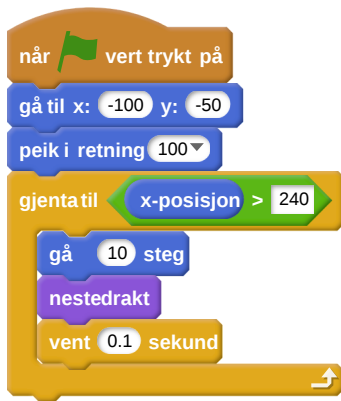 når vert trykt på
gå til x: -100 y: -50
peik i retning 100
gjenta til x-posisjon > 240
gå 10 steg
nestedrakt
vent 0.1 sekund